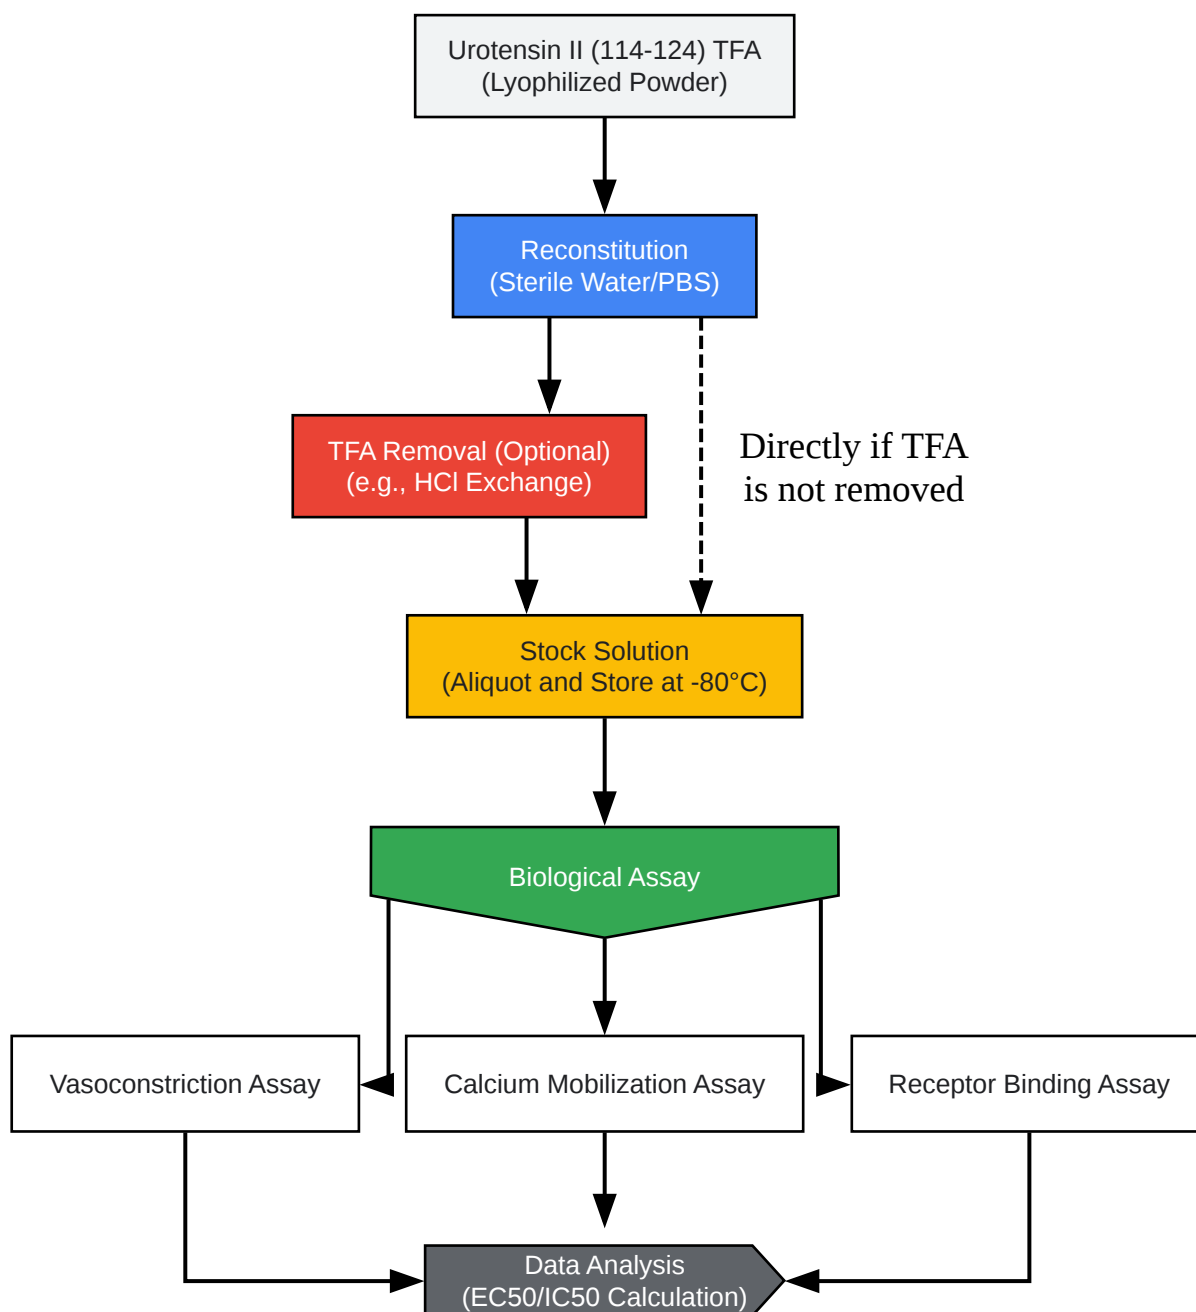 Urotensin II (114-124) TFA
(Lyophilized Powder)
Reconstitution
(Sterile Water/PBS)
TFA Removal (Optional)
(e.g., HCl Exchange)
Directly if TFA
is not removed
Stock Solution
(Aliquot and Store at -80°C)
Biological Assay
Vasoconstriction Assay
Calcium Mobilization Assay
Receptor Binding Assay
Data Analysis
(EC50/IC50 Calculation)